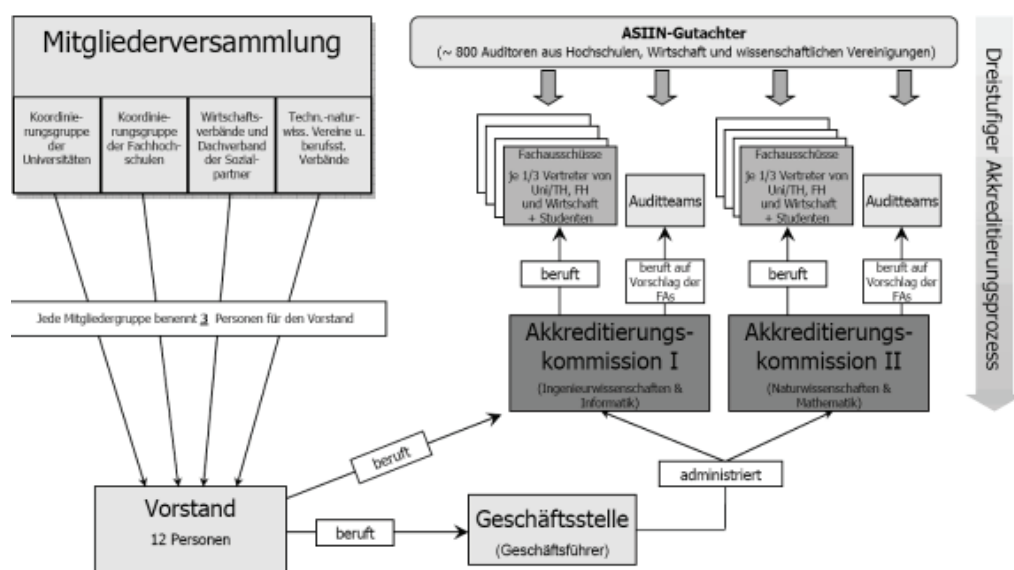 Mitgliederversammlung
Koordinie-
rungsgruppe
der
Universitäten
Koordinie-
rungsgruppe
der Fachhoch-
schulen
Wirtschafts-
verbände und
Dachverband
der Sozial-
partner
Techn.-natur-
wiss. Vereine u.
berufsst.
Verbände
Jede Mitgliedergruppe benennt 3 Personen für den Vorstand
Vorstand
12 Personen
beruft
beruft
Geschäftsstelle
(Geschäftsführer)
administriert
ASIIN-Gutachter
(~ 800 Auditoren aus Hochschulen, Wirtschaft und wissenschaftlichen Vereinigungen)
Fachausschüsse
je 1/3 Vertreter von
Uni/TH, FH
und Wirtschaft
+ Studenten
Auditteams
beruft
beruft auf
Vorschlag der
FAs
Akkreditierungs-
kommission I
(Ingenieurwissenschaften &
Informatik)
Fachausschüsse
je 1/3 Vertreter von
Uni/TH, FH
und Wirtschaft
+ Studenten
Auditteams
beruft
beruft auf
Vorschlag der
FAs
Akkreditierungs-
kommission II
(Naturwissenschaften &
Mathematik)
Dreistufiger Akkreditierungsprozess